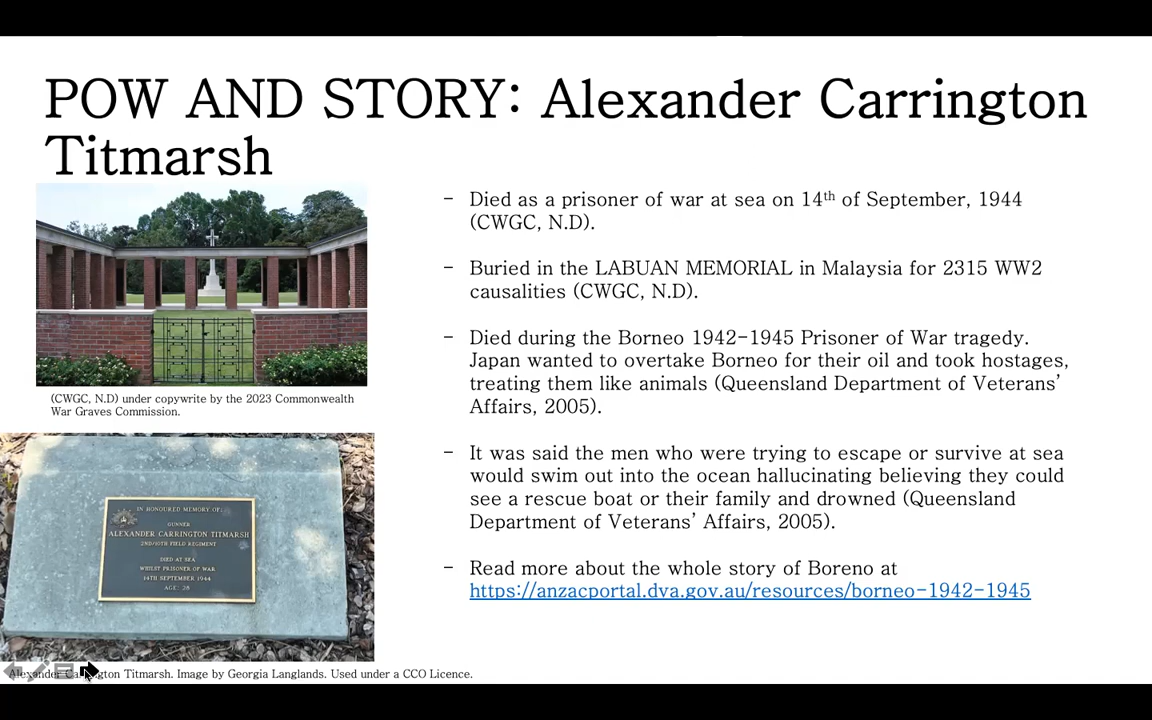 POW AND STORY: Alexander Carrington
Titmarsh
– Died as a prisoner of war at sea on 14th of September, 1944
(CWGC, N.D).
– Buried in the LABUAN MEMORIAL in Malaysia for 2315 WW2
causalities (CWGC, N.D).
– Died during the Borneo 1942-1945 Prisoner of War tragedy.
Japan wanted to overtake Borneo for their oil and took hostages,
treating them like animals (Queensland Department of Veterans’
Affairs, 2005).
– It was said the men who were trying to escape or survive at sea
would swim out into the ocean hallucinating believing they could
see a rescue boat or their family and drowned (Queensland
Department of Veterans’ Affairs, 2005).
– Read more about the whole story of Boreno at
https://anzacportal.dva.gov.au/resources/borneo-1942-1945
(CWGC, N.D) under copywrite by the 2023 Commonwealth
War Graves Commission.
IN HONOURED MEMORY OF:
GUNNER
ALEXANDER CARRINGTON TITMARSH
2ND/10TH FIELD REGIMENT
DIED AT SEA
WHILST PRISONER OF WAR
14TH SEPTEMBER 1944
AGE: 28
Alexander Carrington Titmarsh. Image by Georgia Langlands. Used under a CCO Licence.